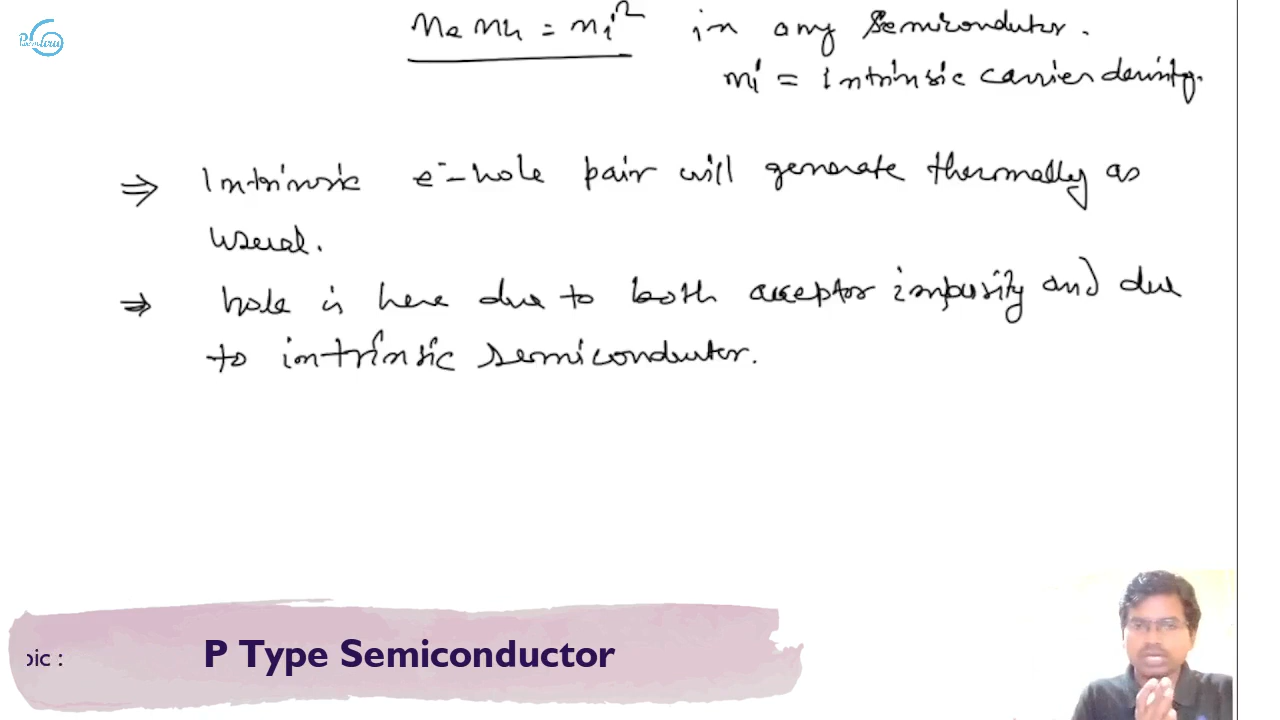 ne nh = ni² in any semiconductor.
ni = intrinsic carrier density.
⇒ Intrinsic e⁻-hole pair will generate thermally as
usual.
⇒ hole is here due to both acceptor impurity and due
to intrinsic semiconductor.
pic :
P Type Semiconductor